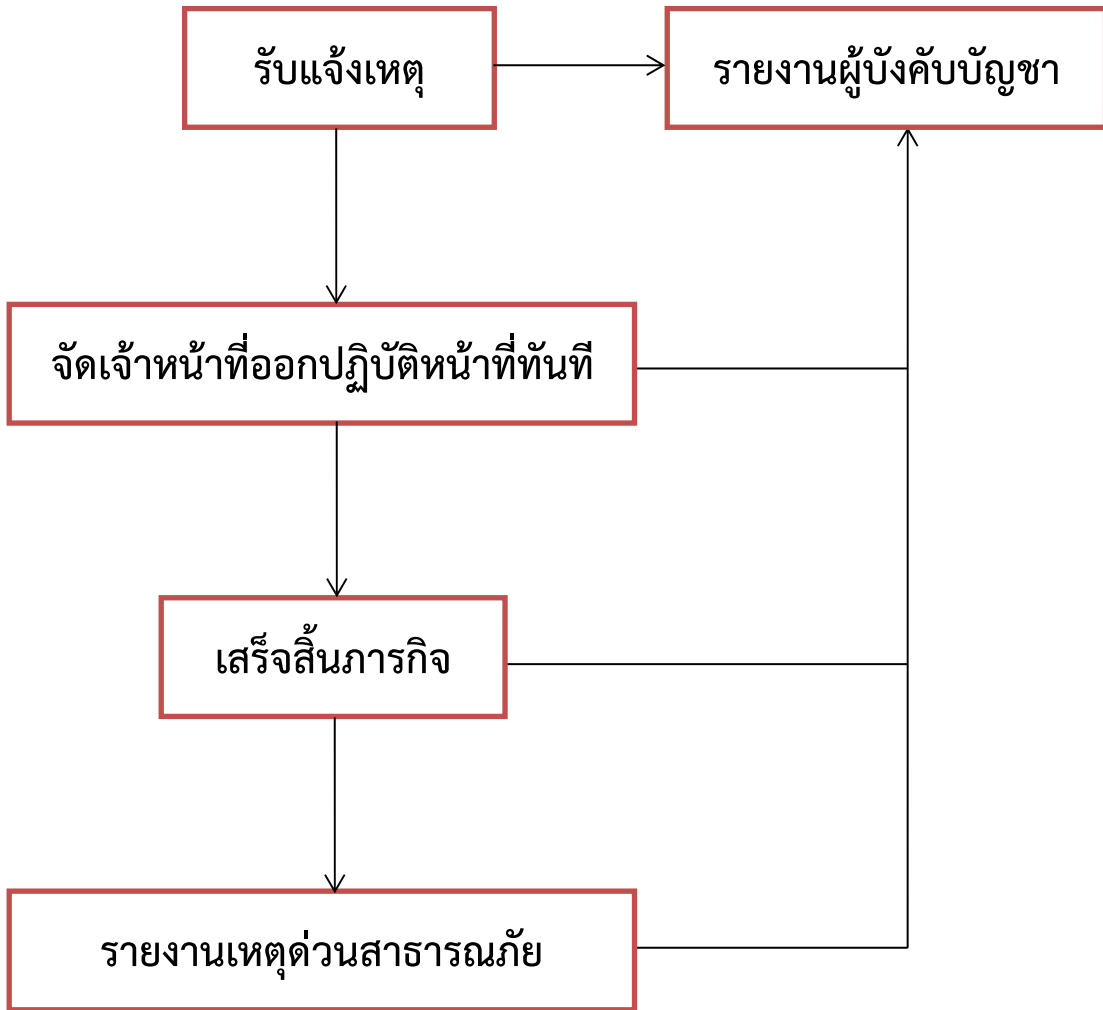 รับแจ้งเหตุ
รายงานผู้บังคับบัญชา
จัดเจ้าหน้าที่ออกปฏิบัติหน้าที่ทันที
เสร็จสิ้นภารกิจ
รายงานเหตุด่วนสาธารณภัย